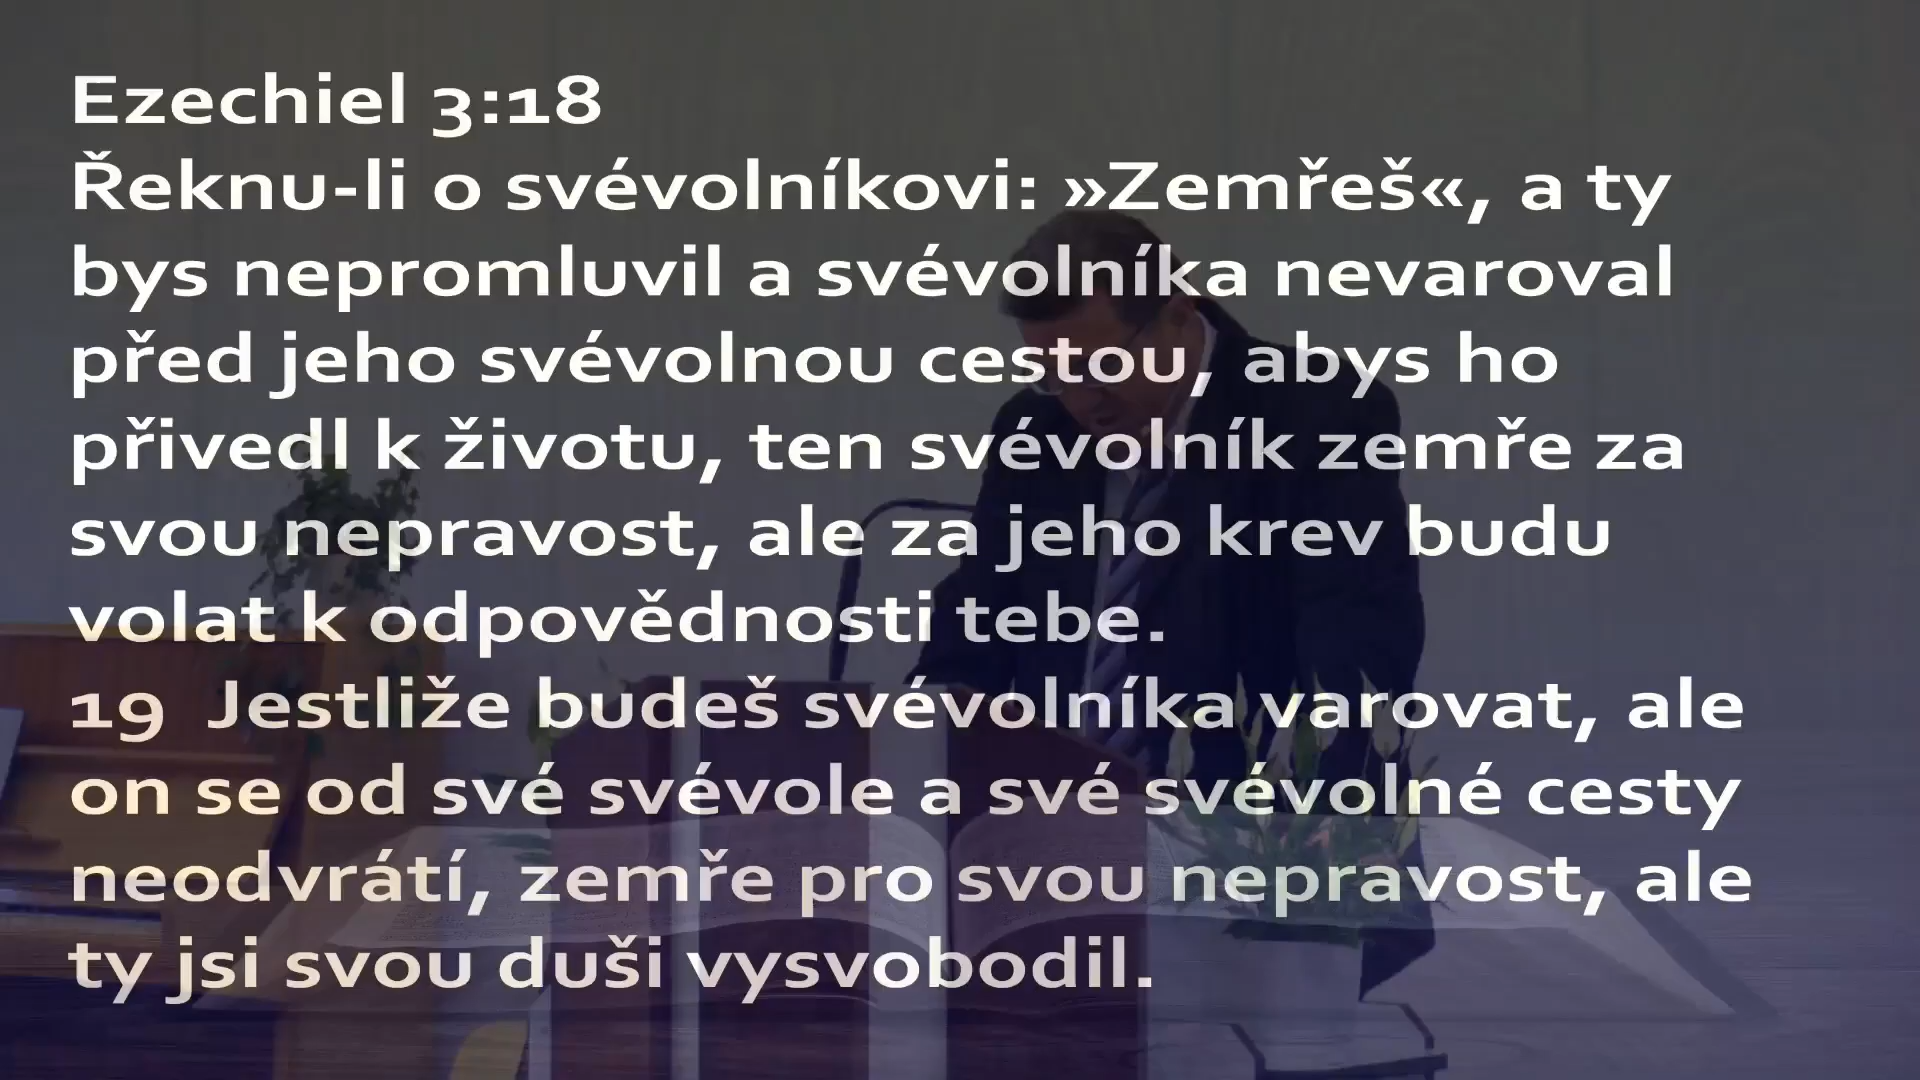 Ezechiel 3:18
Řeknu-li o svévolníkovi: »Zemřeš«, a ty
bys nepromluvil a svévolníka nevaroval
před jeho svévolnou cestou, abys ho
přivedl k životu, ten svévolník zemře za
svou nepravost, ale za jeho krev budu
volat k odpovědnosti tebe.
19 Jestliže budeš svévolníka varovat, ale
on se od své svévole a své svévolné cesty
neodvrátí, zemře pro svou nepravost, ale
ty jsi svou duši vysvobodil.